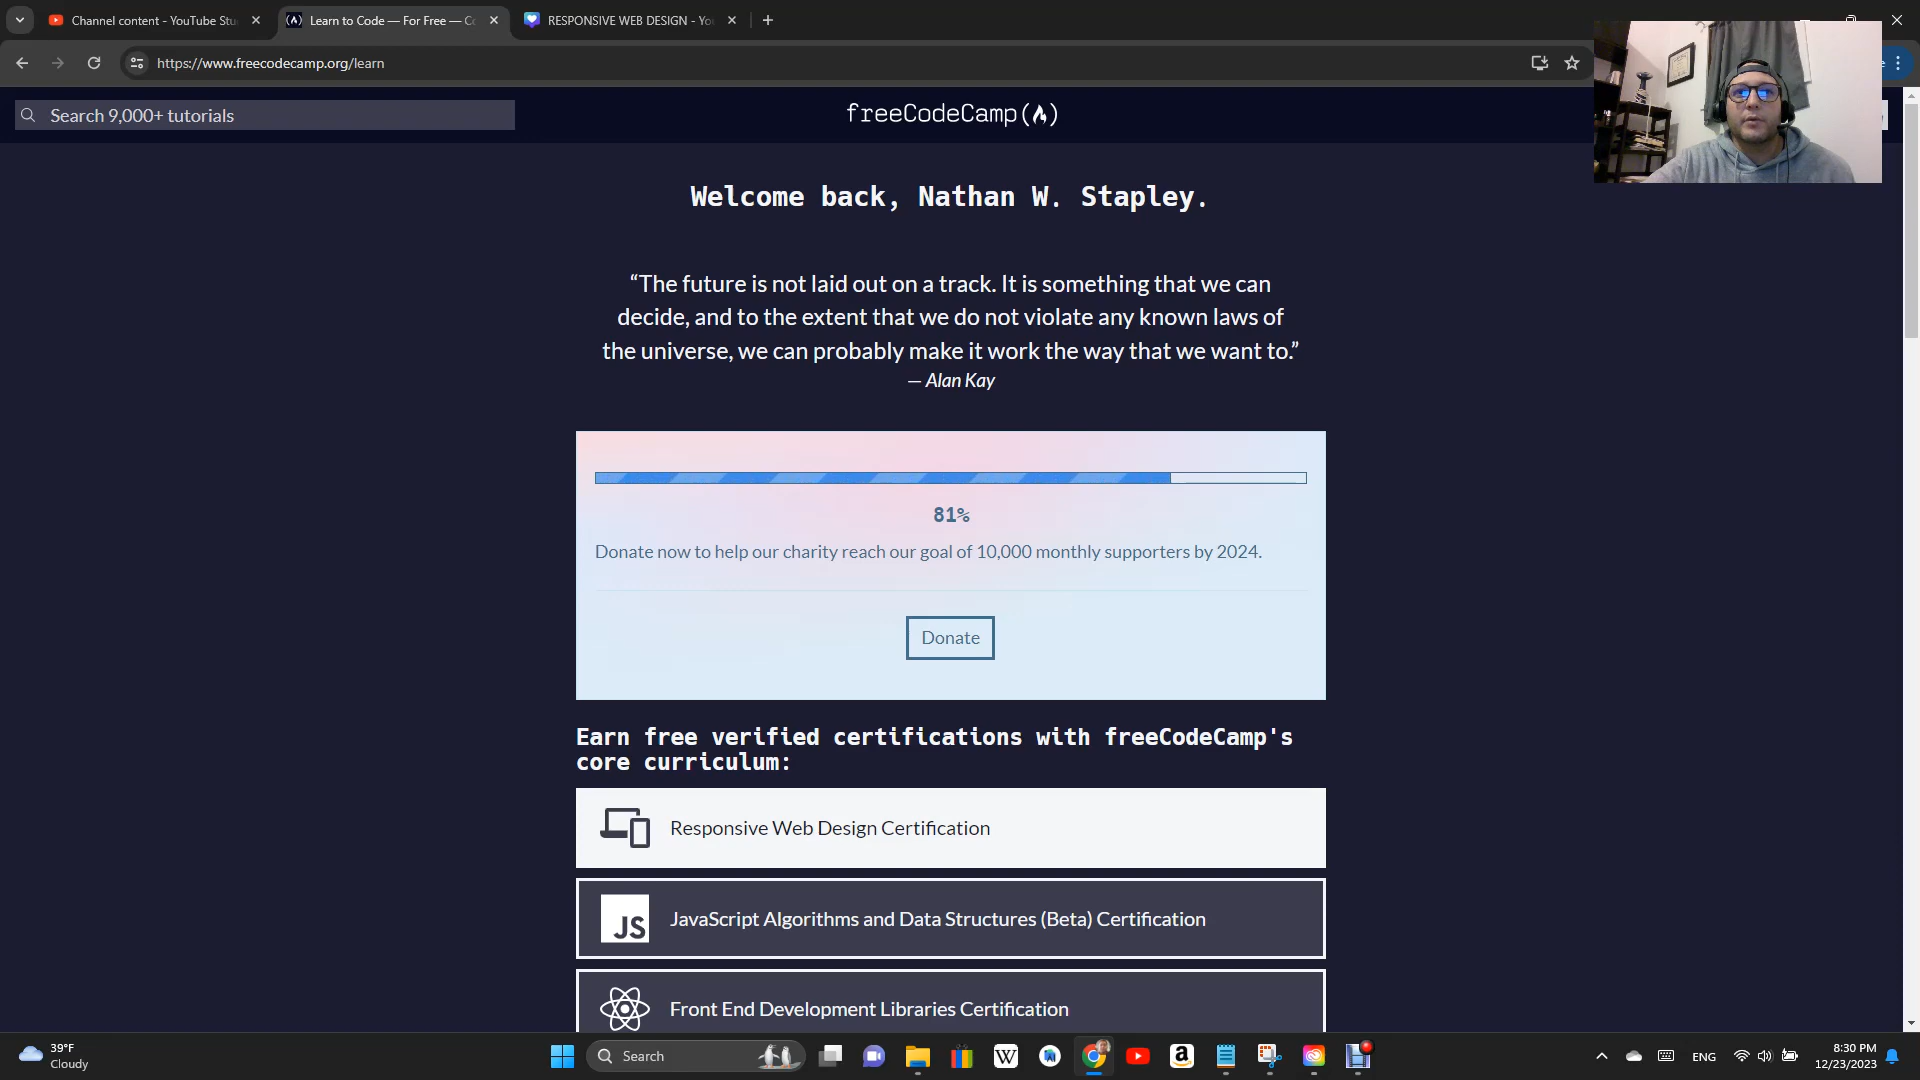 Channel content - YouTube Stu
Learn to Code — For Free — Co
RESPONSIVE WEB DESIGN - Yo
https://www.freecodecamp.org/learn
Search 9,000+ tutorials
freeCodeCamp
Welcome back, Nathan W. Stapley.
“The future is not laid out on a track. It is something that we can
decide, and to the extent that we do not violate any known laws of
the universe, we can probably make it work the way that we want to.”
— Alan Kay
81%
Donate now to help our charity reach our goal of 10,000 monthly supporters by 2024.
Donate
Earn free verified certifications with freeCodeCamp's
core curriculum:
Responsive Web Design Certification
JS
JavaScript Algorithms and Data Structures (Beta) Certification
Front End Development Libraries Certification
39°F
Cloudy
Search
W
a
ENG
8:30 PM
12/23/2023